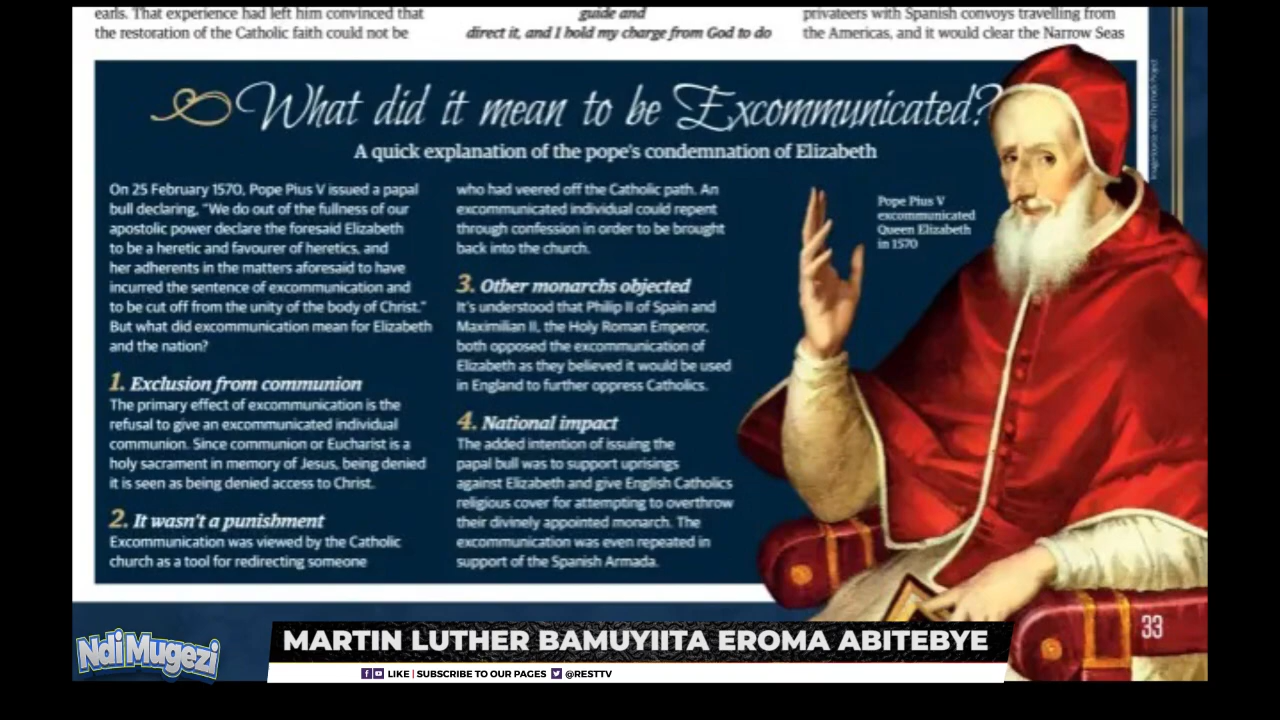 earls. That experience had left him convinced that
the restoration of the Catholic faith could not be
guide and
direct it, and I hold my charge from God to do
privateers with Spanish convoys travelling from
the Americas, and it would clear the Narrow Seas
What did it mean to be Excommunicated?
A quick explanation of the pope's condemnation of Elizabeth
On 25 February 1570, Pope Pius V issued a papal
bull declaring, "We do out of the fullness of our
apostolic power declare the foresaid Elizabeth
to be a heretic and favourer of heretics, and
her adherents in the matters aforesaid to have
incurred the sentence of excommunication and
to be cut off from the unity of the body of Christ."
But what did excommunication mean for Elizabeth
and the nation?
1. Exclusion from communion
The primary effect of excommunication is the
refusal to give an excommunicated individual
communion. Since communion or Eucharist is a
holy sacrament in memory of Jesus, being denied
it is seen as being denied access to Christ.
2. It wasn't a punishment
Excommunication was viewed by the Catholic
church as a tool for redirecting someone
who had veered off the Catholic path. An
excommunicated individual could repent
through confession in order to be brought
back into the church.
3. Other monarchs objected
It's understood that Philip II of Spain and
Maximilian II, the Holy Roman Emperor,
both opposed the excommunication of
Elizabeth as they believed it would be used
in England to further oppress Catholics.
4. National impact
The added intention of issuing the
papal bull was to support uprisings
against Elizabeth and give English Catholics
religious cover for attempting to overthrow
their divinely appointed monarch. The
excommunication was even repeated in
support of the Spanish Armada.
Pope Pius V
excommunicated
Queen Elizabeth
in 1570
33
Ndi Mugezi
MARTIN LUTHER BAMUYIITA EROMA ABITEBYE
LIKE | SUBSCRIBE TO OUR PAGES @RESTTV